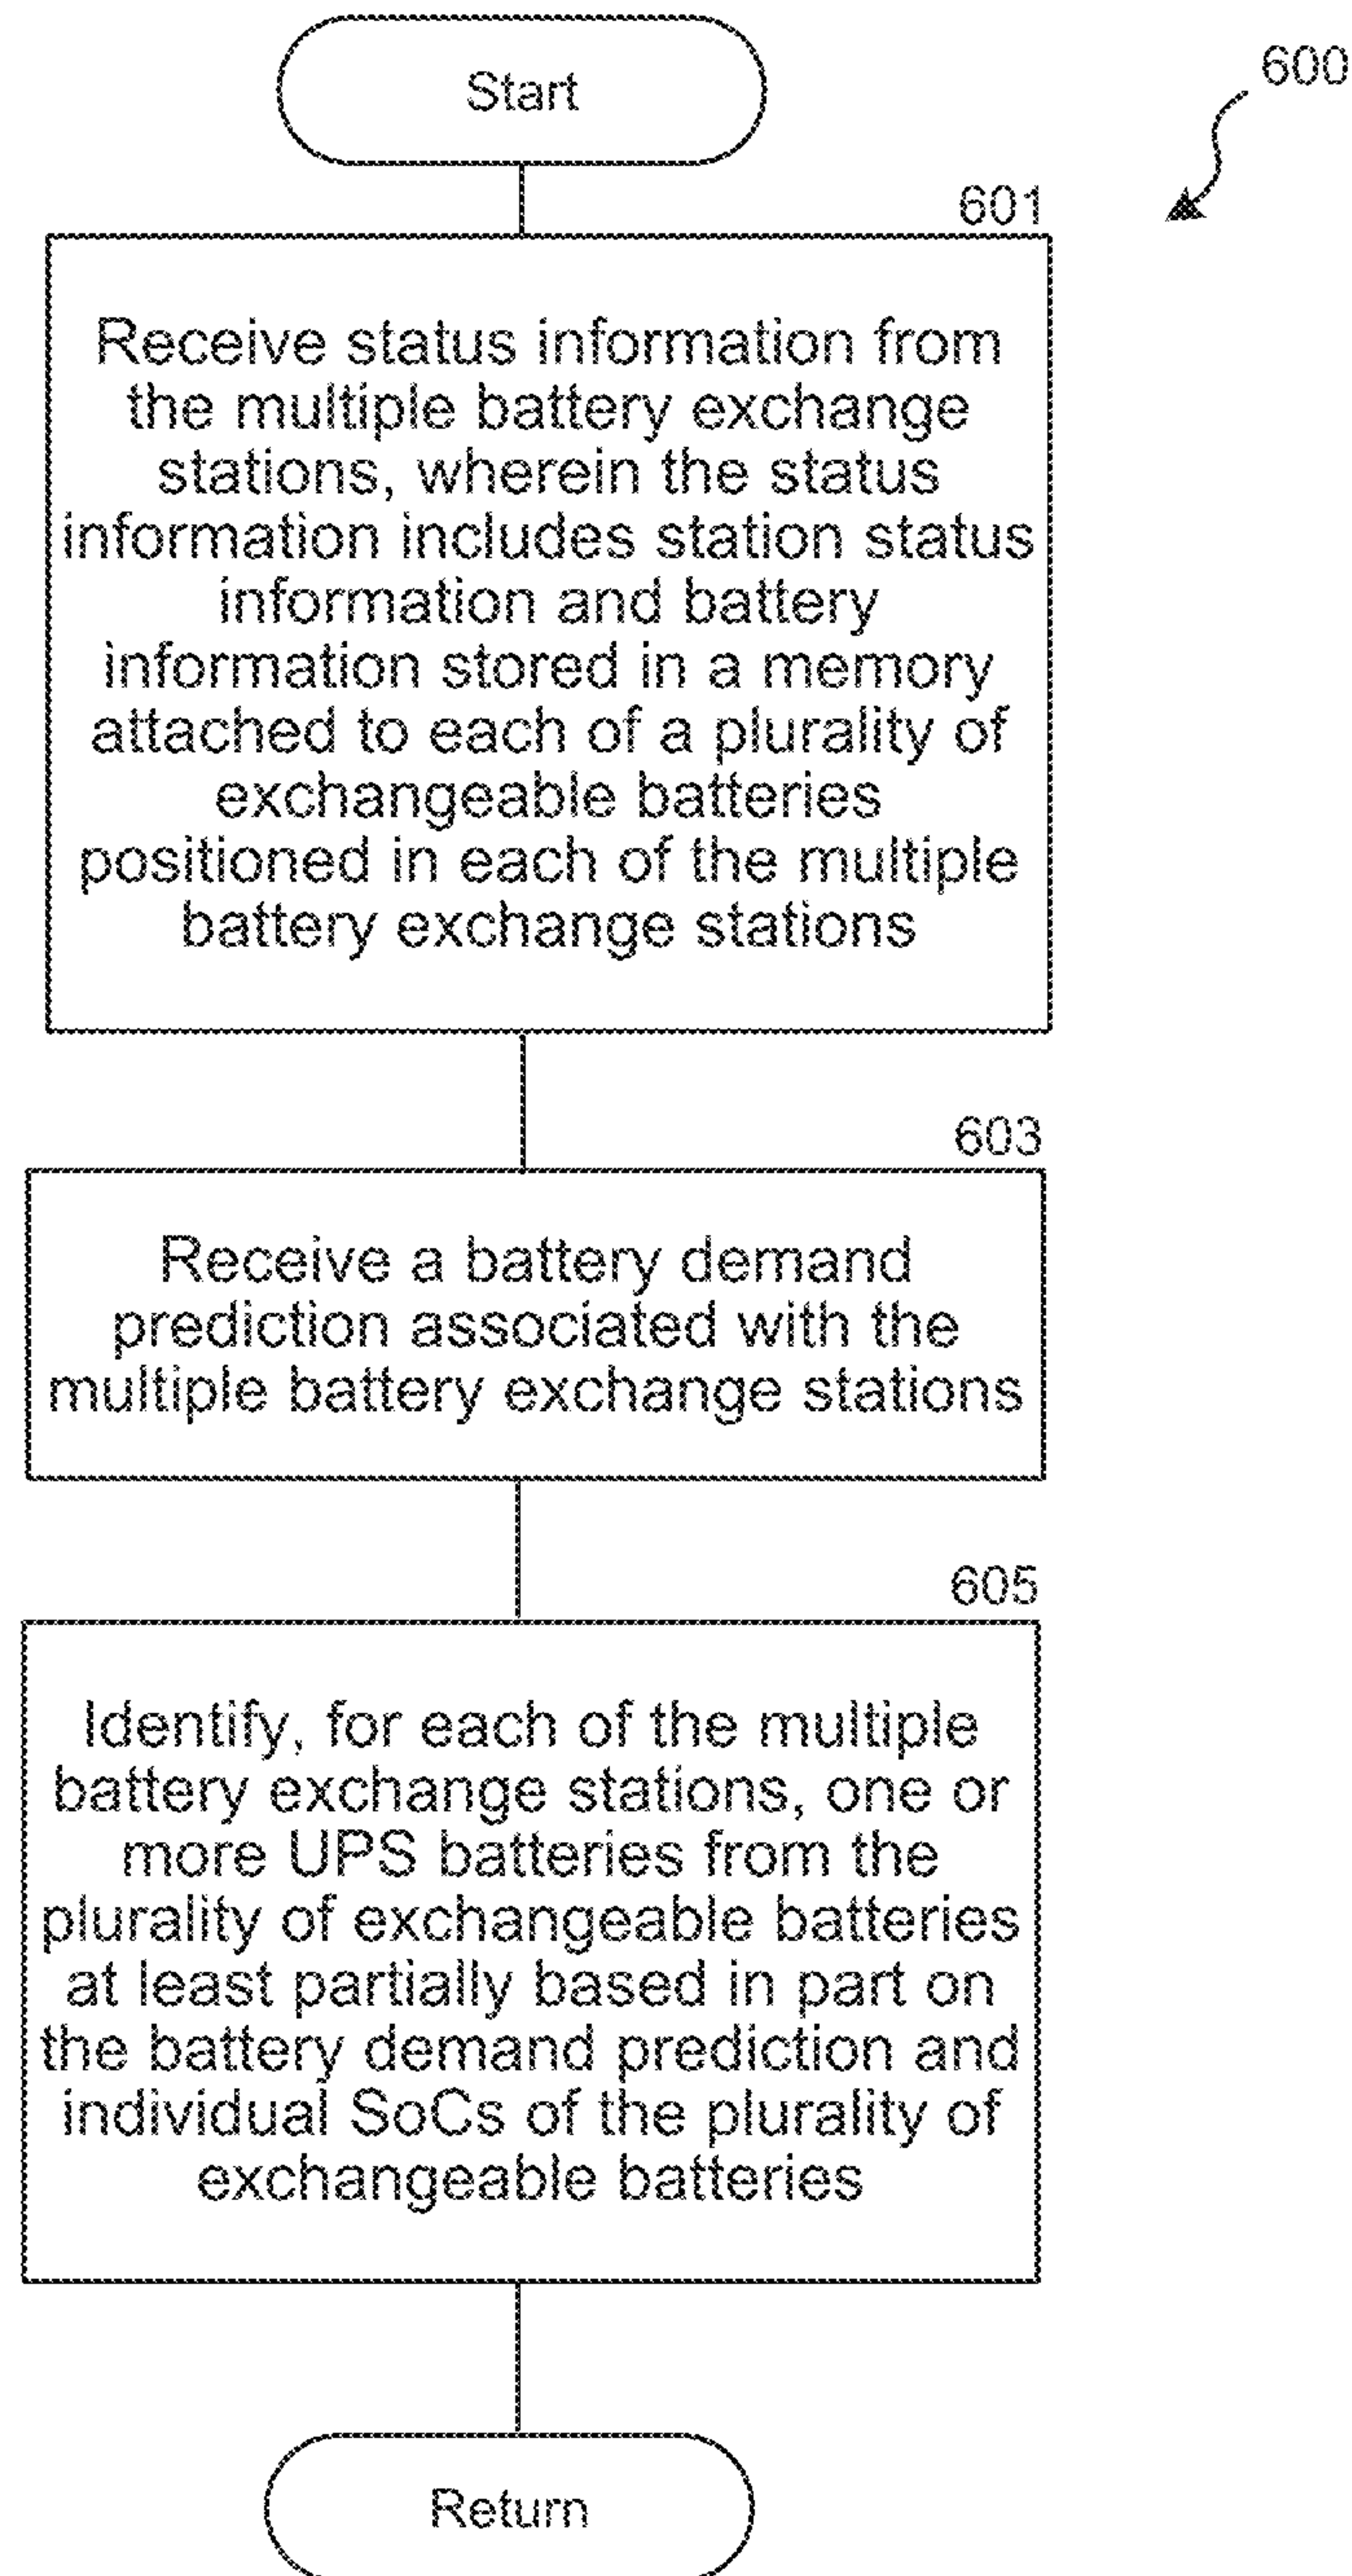 Start
600
601
Receive status information from
the multiple battery exchange
stations, wherein the status
information includes station status
information and battery
information stored in a memory
attached to each of a plurality of
exchangeable batteries
positioned in each of the multiple
battery exchange stations
603
Receive a battery demand
prediction associated with the
multiple battery exchange stations
605
Identify, for each of the multiple
battery exchange stations, one or
more UPS batteries from the
plurality of exchangeable batteries
at least partially based in part on
the battery demand prediction and
individual SoCs of the plurality of
exchangeable batteries
Return